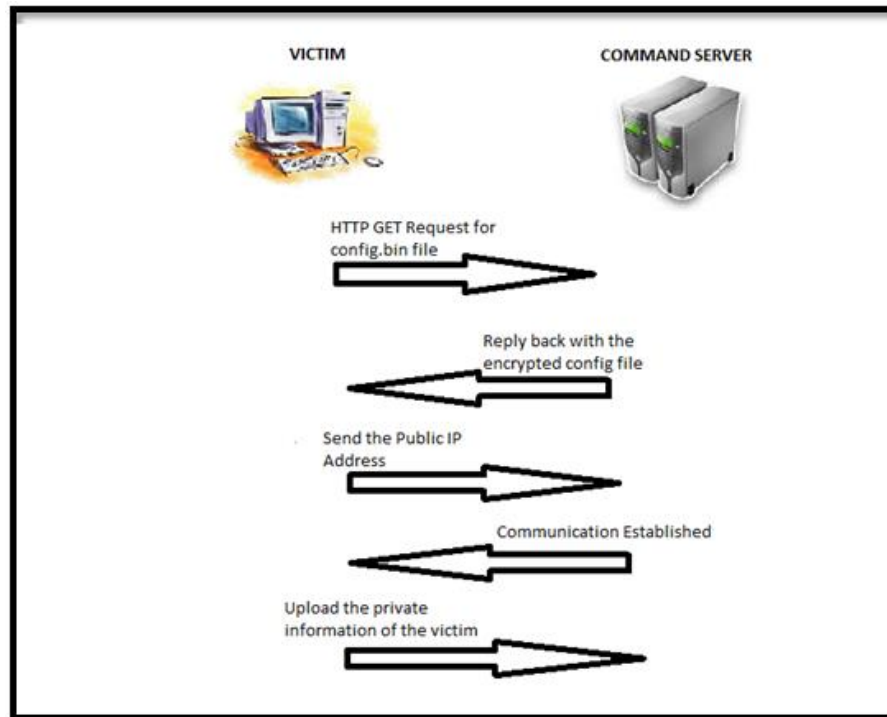 VICTIM
COMMAND SERVER
HTTP GET Request for
config.bin file
Reply back with the
encrypted config file
Send the Public IP
Address
Communication Established
Upload the private
information of the victim